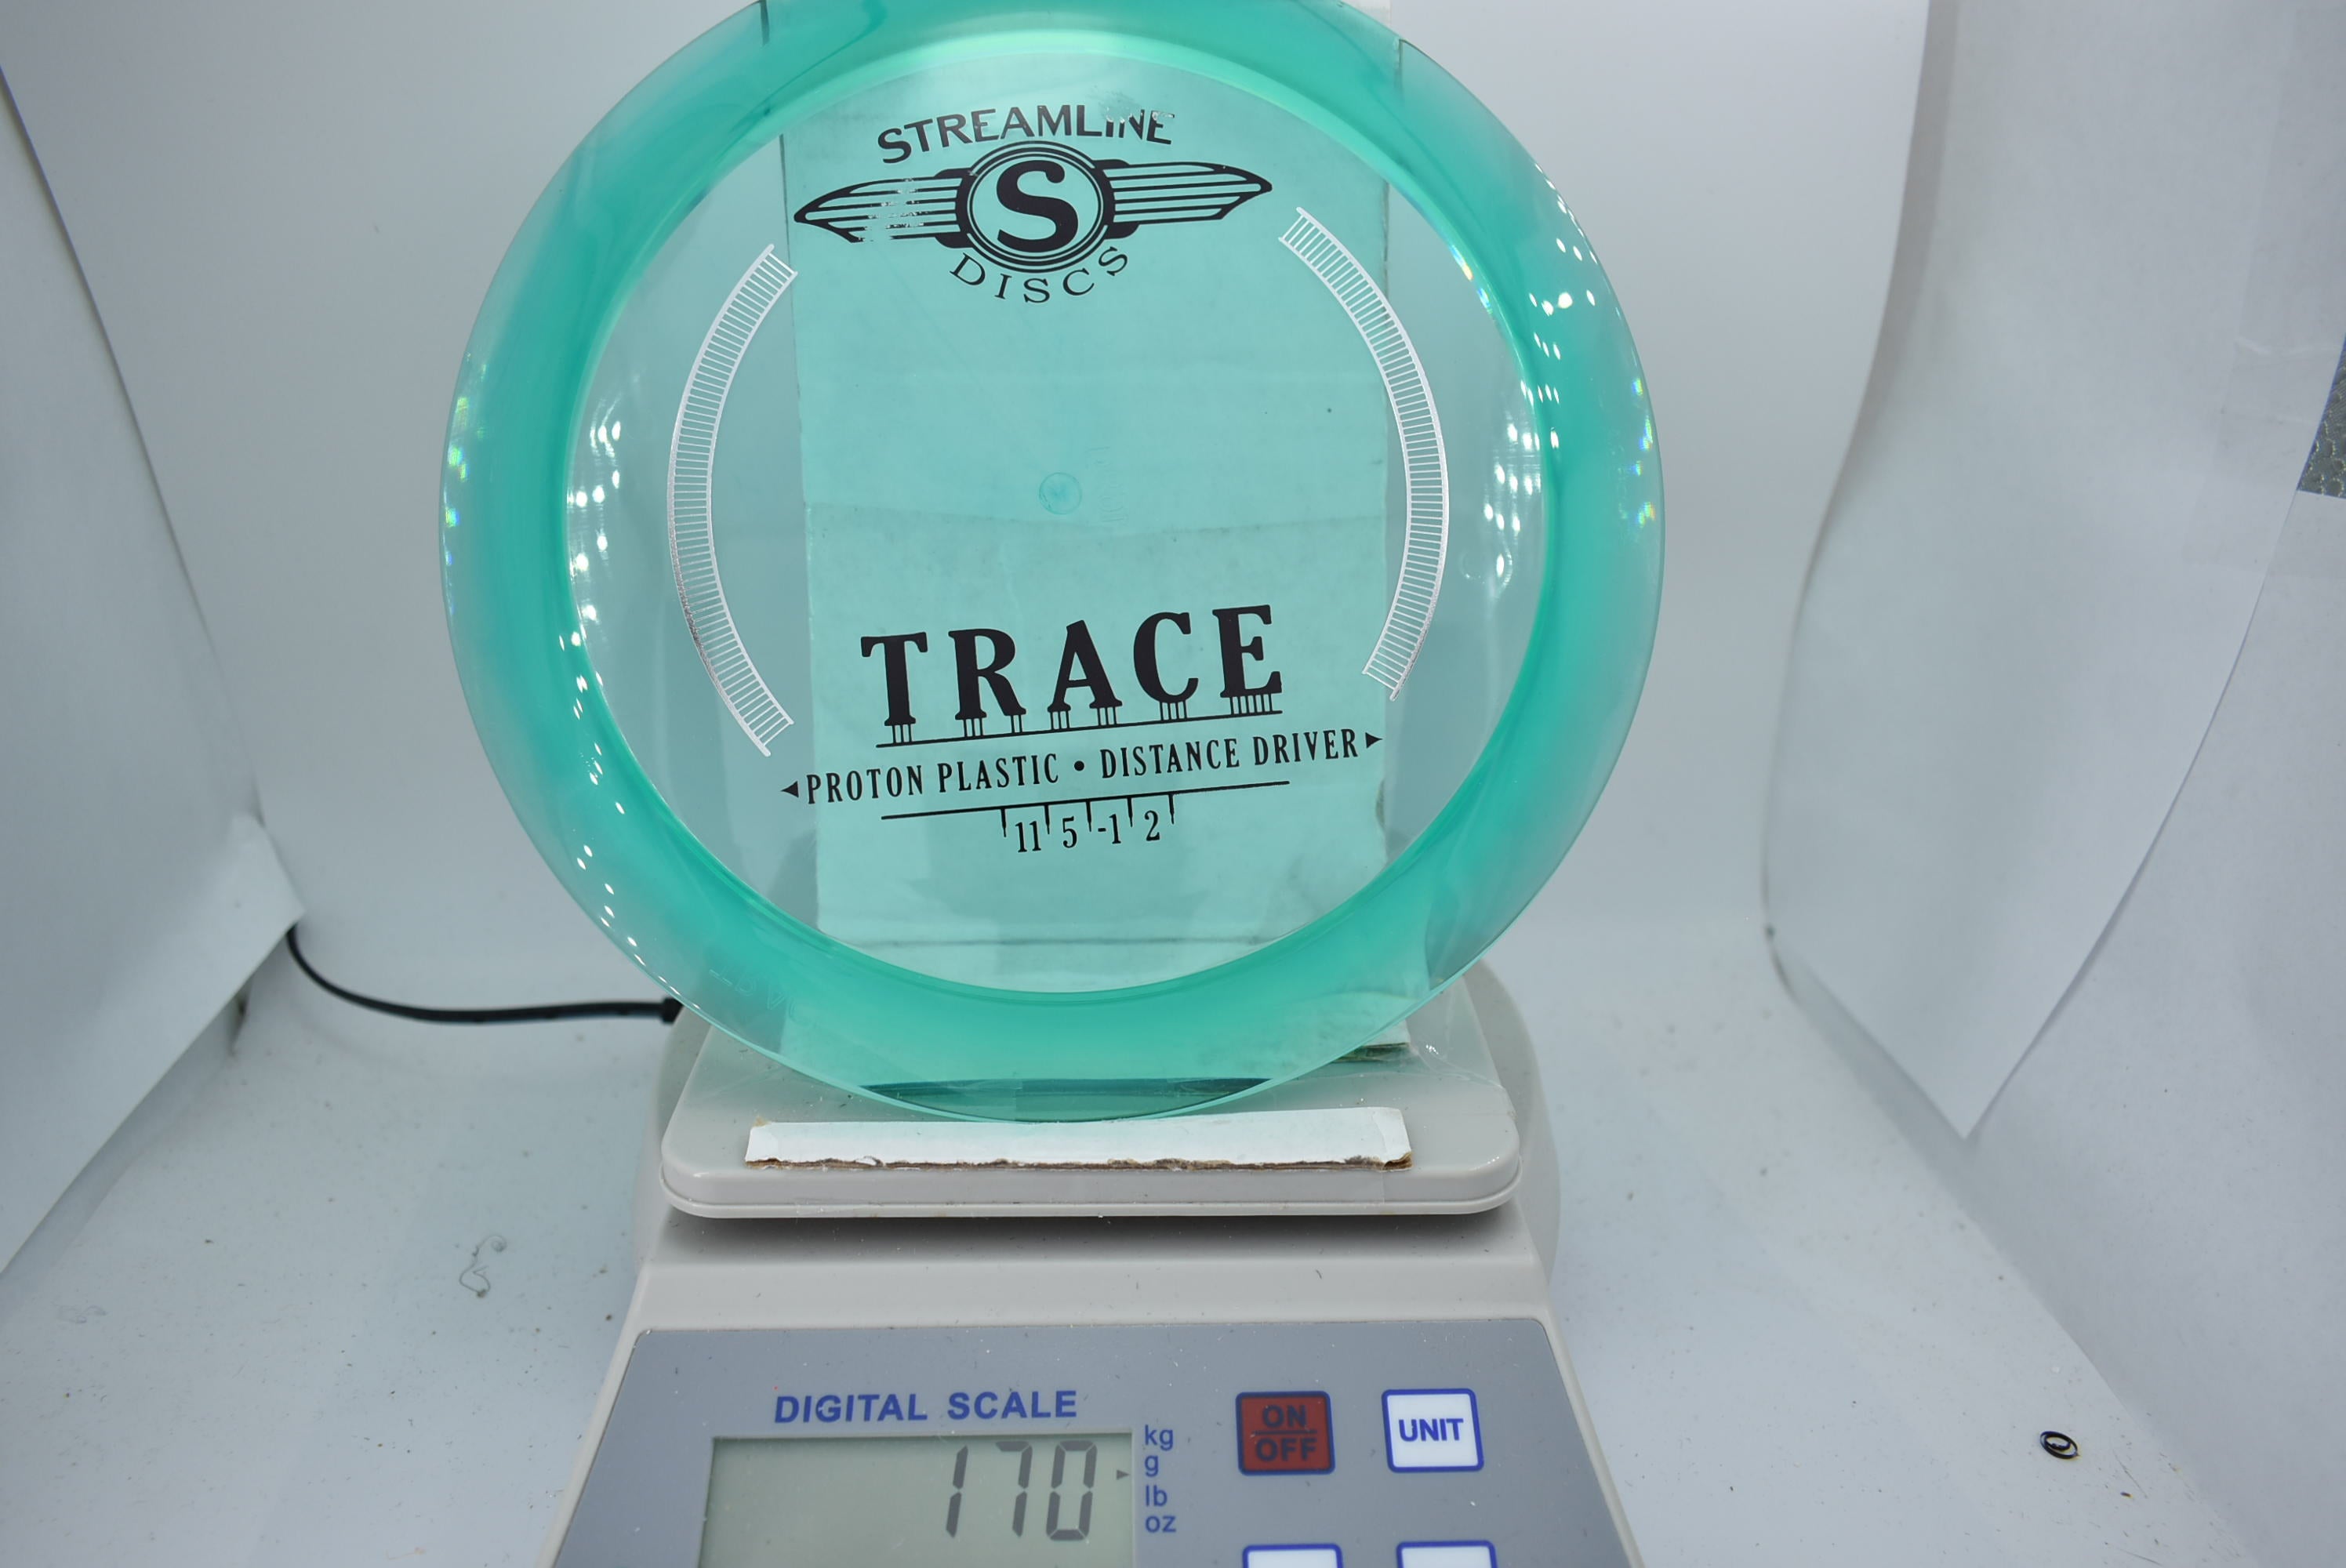 STREAMLINE
S
DISCS
TRACE
PROTON PLASTIC • DISTANCE DRIVER
11 5 -1 2
DIGITAL SCALE
170
kg
g
lb
oz
ON
OFF
UNIT